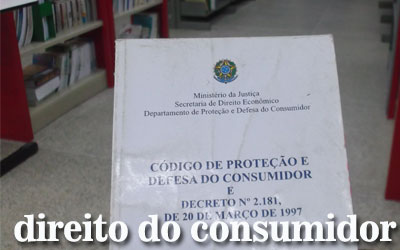 Ministério da Justiça
Secretaria de Direito Econômico
Departamento de Proteção e Defesa do Consumidor
CÓDIGO DE PROTEÇÃO E
DEFESA DO CONSUMIDOR
E
DECRETO Nº 2.181,
DE 20 DE MARÇO DE 1997
direito do consumidor